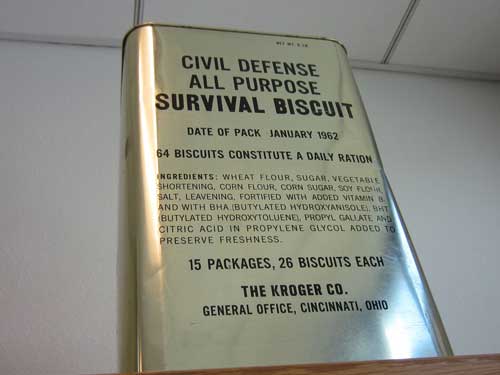 CIVIL DEFENSE
ALL PURPOSE
SURVIVAL BISCUIT
DATE OF PACK JANUARY 1962
64 BISCUITS CONSTITUTE A DAILY RATION
INGREDIENTS: WHEAT FLOUR, SUGAR, VEGETABLE
SHORTENING, CORN FLOUR, CORN SUGAR, SOY
SALT, LEAVENING, FORTIFIED WITH ADDED VITAMIN
AND WITH BHA (BUTYLATED HYDROXYANISOLE), BHT
(BUTYLATED HYDROXYTOLUENE), PROPYL GALLATE AND
CITRIC ACID IN PROPYLENE GLYCOL ADDED TO
PRESERVE FRESHNESS.
15 PACKAGES, 26 BISCUITS EACH
THE KROGER CO.
GENERAL OFFICE, CINCINNATI, OHIO